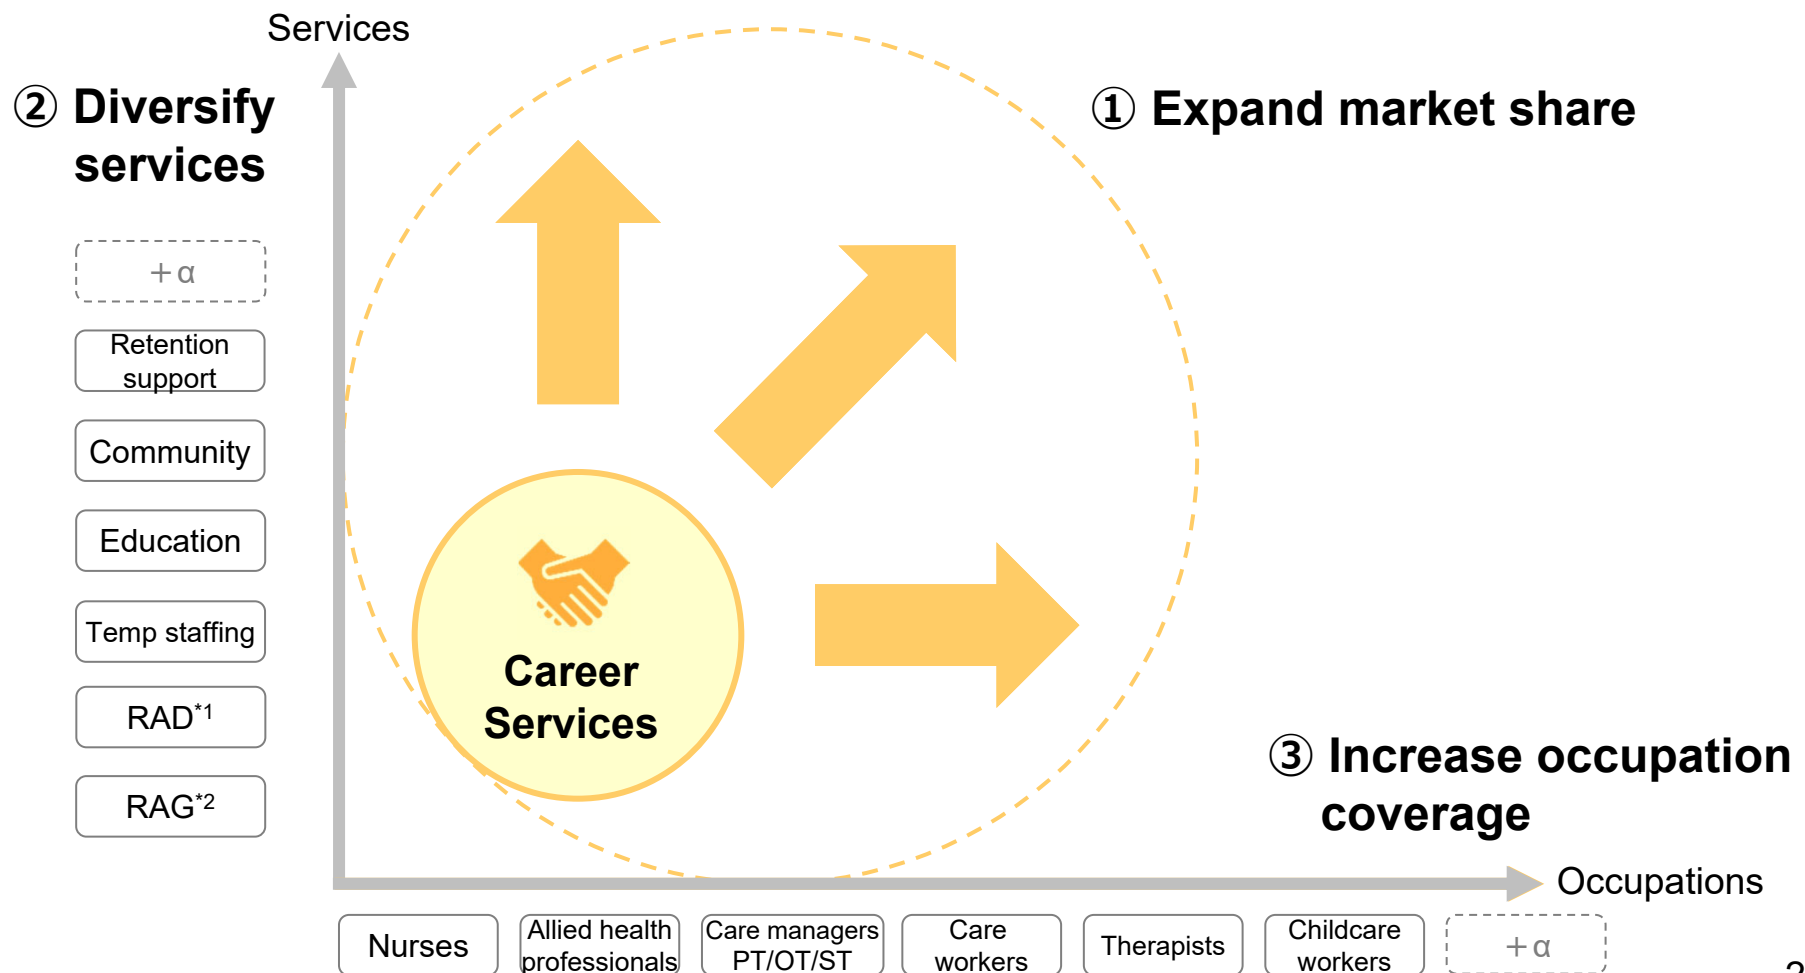 Services
② Diversify
services
① Expand market share
+α
Retention
support
Community
Education
Temp staffing
RAD*1
RAG*2
Career
Services
③ Increase occupation
coverage
Occupations
Nurses
Allied health
professionals
Care managers
PT/OT/ST
Care
workers
Therapists
Childcare
workers
+α